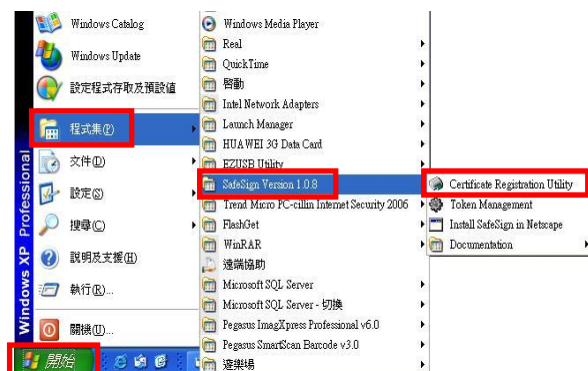 Windows XP Professional
Windows Catalog
Windows Update
設定程式存取及預設值
程式集(P)
文件(D)
設定(S)
搜尋(C)
說明及支援(H)
執行(R)...
關機(U)...
開始
Windows Media Player
Real
QuickTime
啟動
Intel Network Adapters
Launch Manager
HUAWEI 3G Data Card
EZUSB Utility
SafeSign Version 1.0.8
Trend Micro PC-cillin Internet Security 2006
FlashGet
WinRAR
遠端協助
Microsoft SQL Server
Microsoft SQL Server - 切換
Pegasus ImagXpress Professional v6.0
Pegasus SmartScan Barcode v3.0
遊樂場
Certificate Registration Utility
Token Management
Install SafeSign in Netscape
Documentation